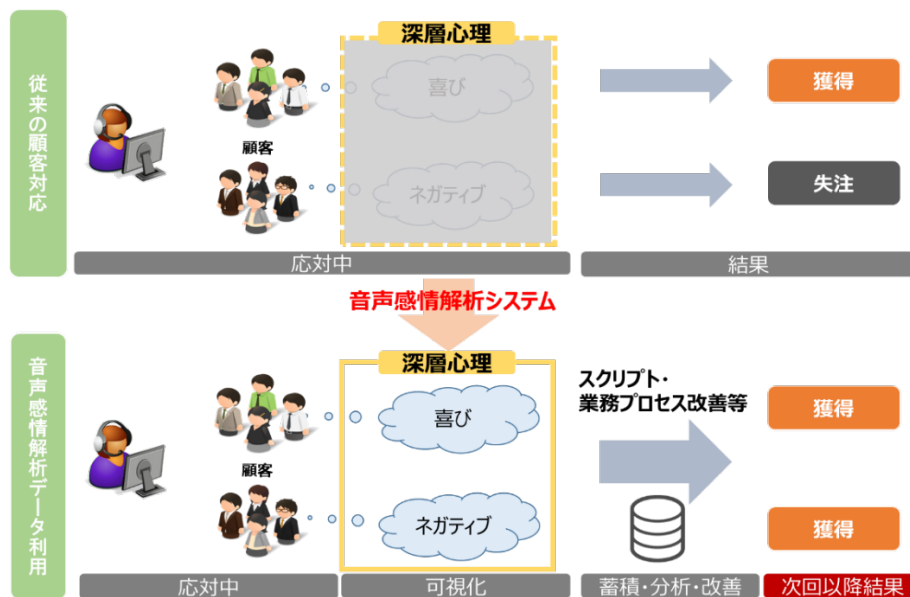 従来の顧客対応
深層心理
喜び
顧客
ネガティブ
獲得
失注
応対中
結果
音声感情解析システム
音声感情解析データ利用
深層心理
喜び
顧客
ネガティブ
スクリプト・
業務プロセス改善等
獲得
獲得
応対中
可視化
蓄積・分析・改善
次回以降結果